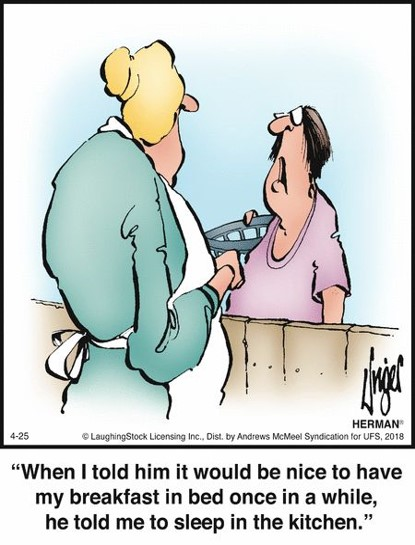 Unger
HERMAN®
4-25 © LaughingStock Licensing Inc., Dist. by Andrews McMeel Syndication for UFS, 2018
“When I told him it would be nice to have
my breakfast in bed once in a while,
he told me to sleep in the kitchen.”